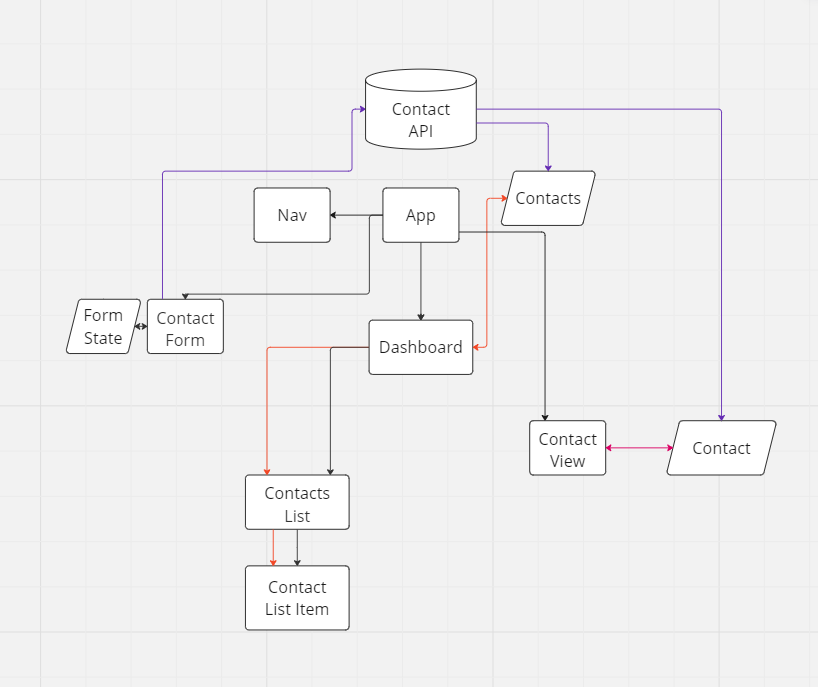 Contact
API
Contacts
Nav
App
Form
State
Contact
Form
Dashboard
Contact
View
Contact
Contacts
List
Contact
List Item